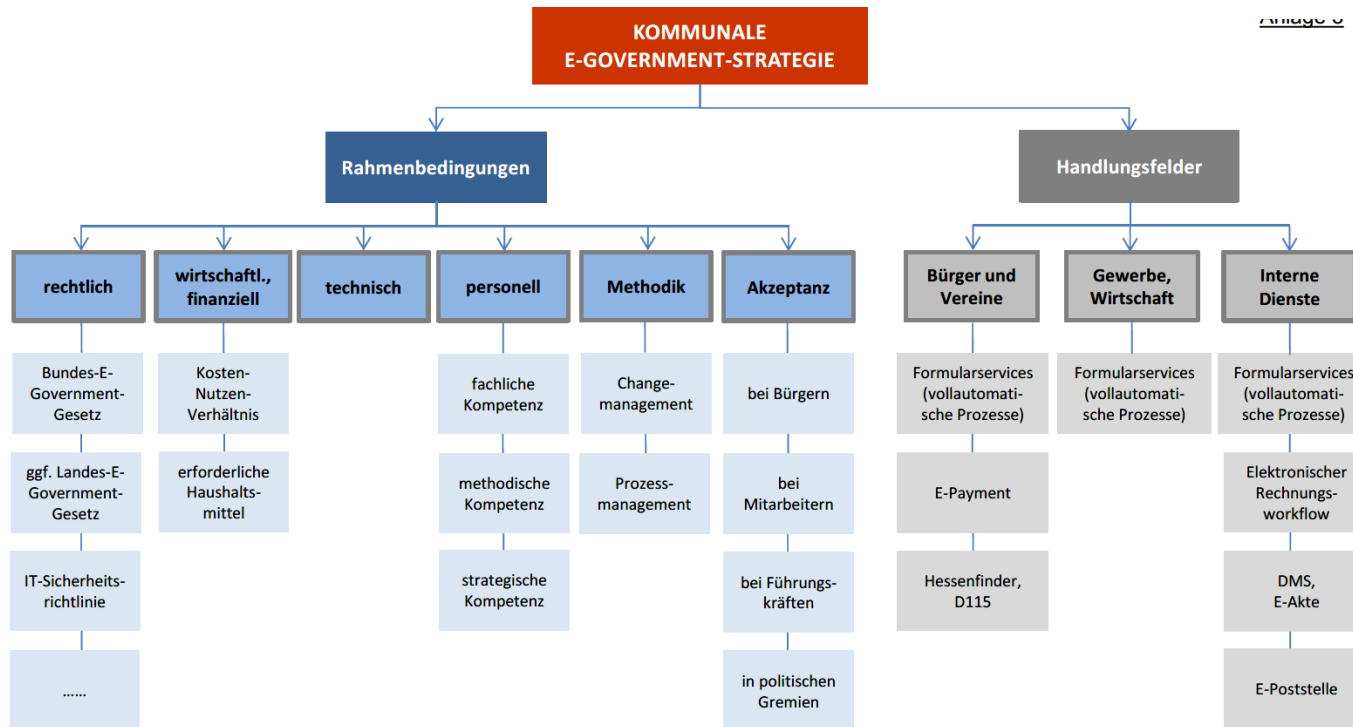 KOMMUNALE
E-GOVERNMENT-STRATEGIE
Rahmenbedingungen
Handlungsfelder
rechtlich
wirtschaftl.,
finanziell
technisch
personell
Methodik
Akzeptanz
Bürger und
Vereine
Gewerbe,
Wirtschaft
Interne
Dienste
Bundes-E-
Government-
Gesetz
ggf. Landes-E-
Government-
Gesetz
IT-Sicherheits-
richtlinie
……
Kosten-
Nutzen-
Verhältnis
erforderliche
Haushalts-
mittel
fachliche
Kompetenz
methodische
Kompetenz
strategische
Kompetenz
Change-
management
Prozess-
management
bei Bürgern
bei
Mitarbeitern
bei Führungs-
kräften
in politischen
Gremien
Formularservices
(vollautomati-
sche Prozesse)
E-Payment
Hessenfinder,
D115
Formularservices
(vollautomati-
sche Prozesse)
Formularservices
(vollautomati-
sche Prozesse)
Elektronischer
Rechnungs-
workflow
DMS,
E-Akte
E-Poststelle